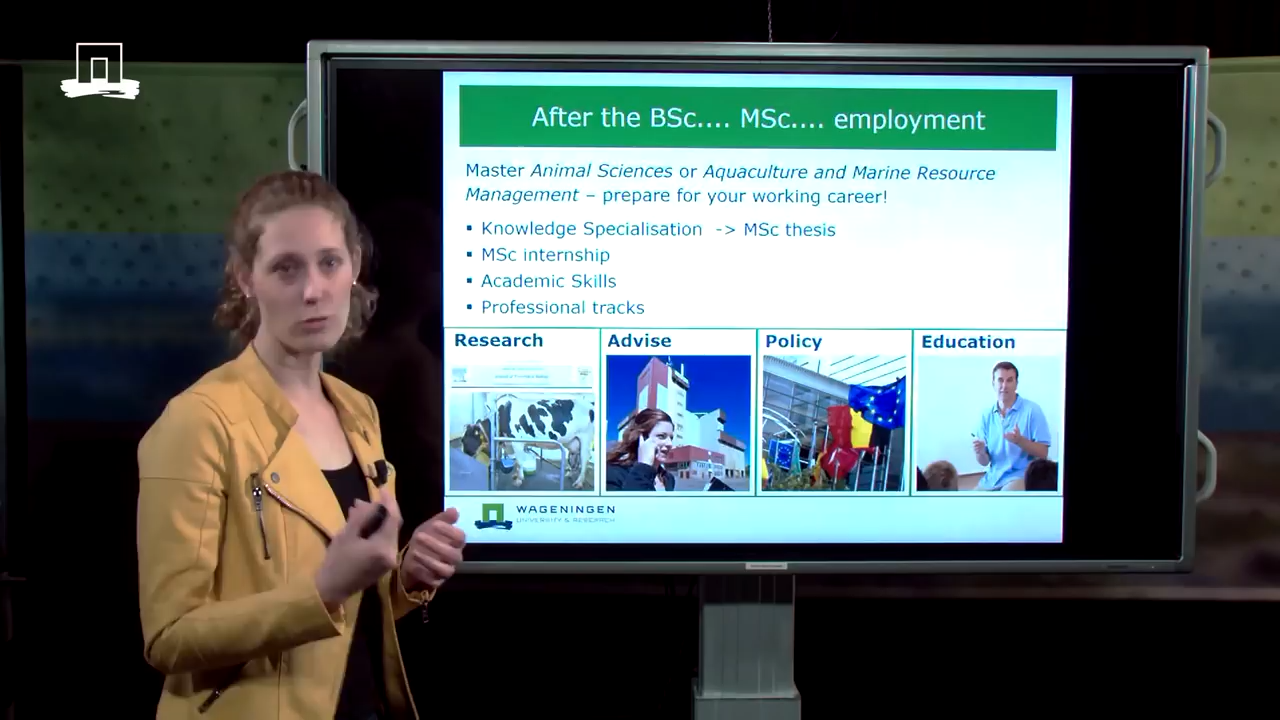 After the BSc.... MSc.... employment
Master Animal Sciences or Aquaculture and Marine Resource
Management – prepare for your working career!
▪ Knowledge Specialisation -> MSc thesis
▪ MSc internship
▪ Academic Skills
▪ Professional tracks
Research Advise Policy Education
WAGENINGEN
UNIVERSITY & RESEARCH